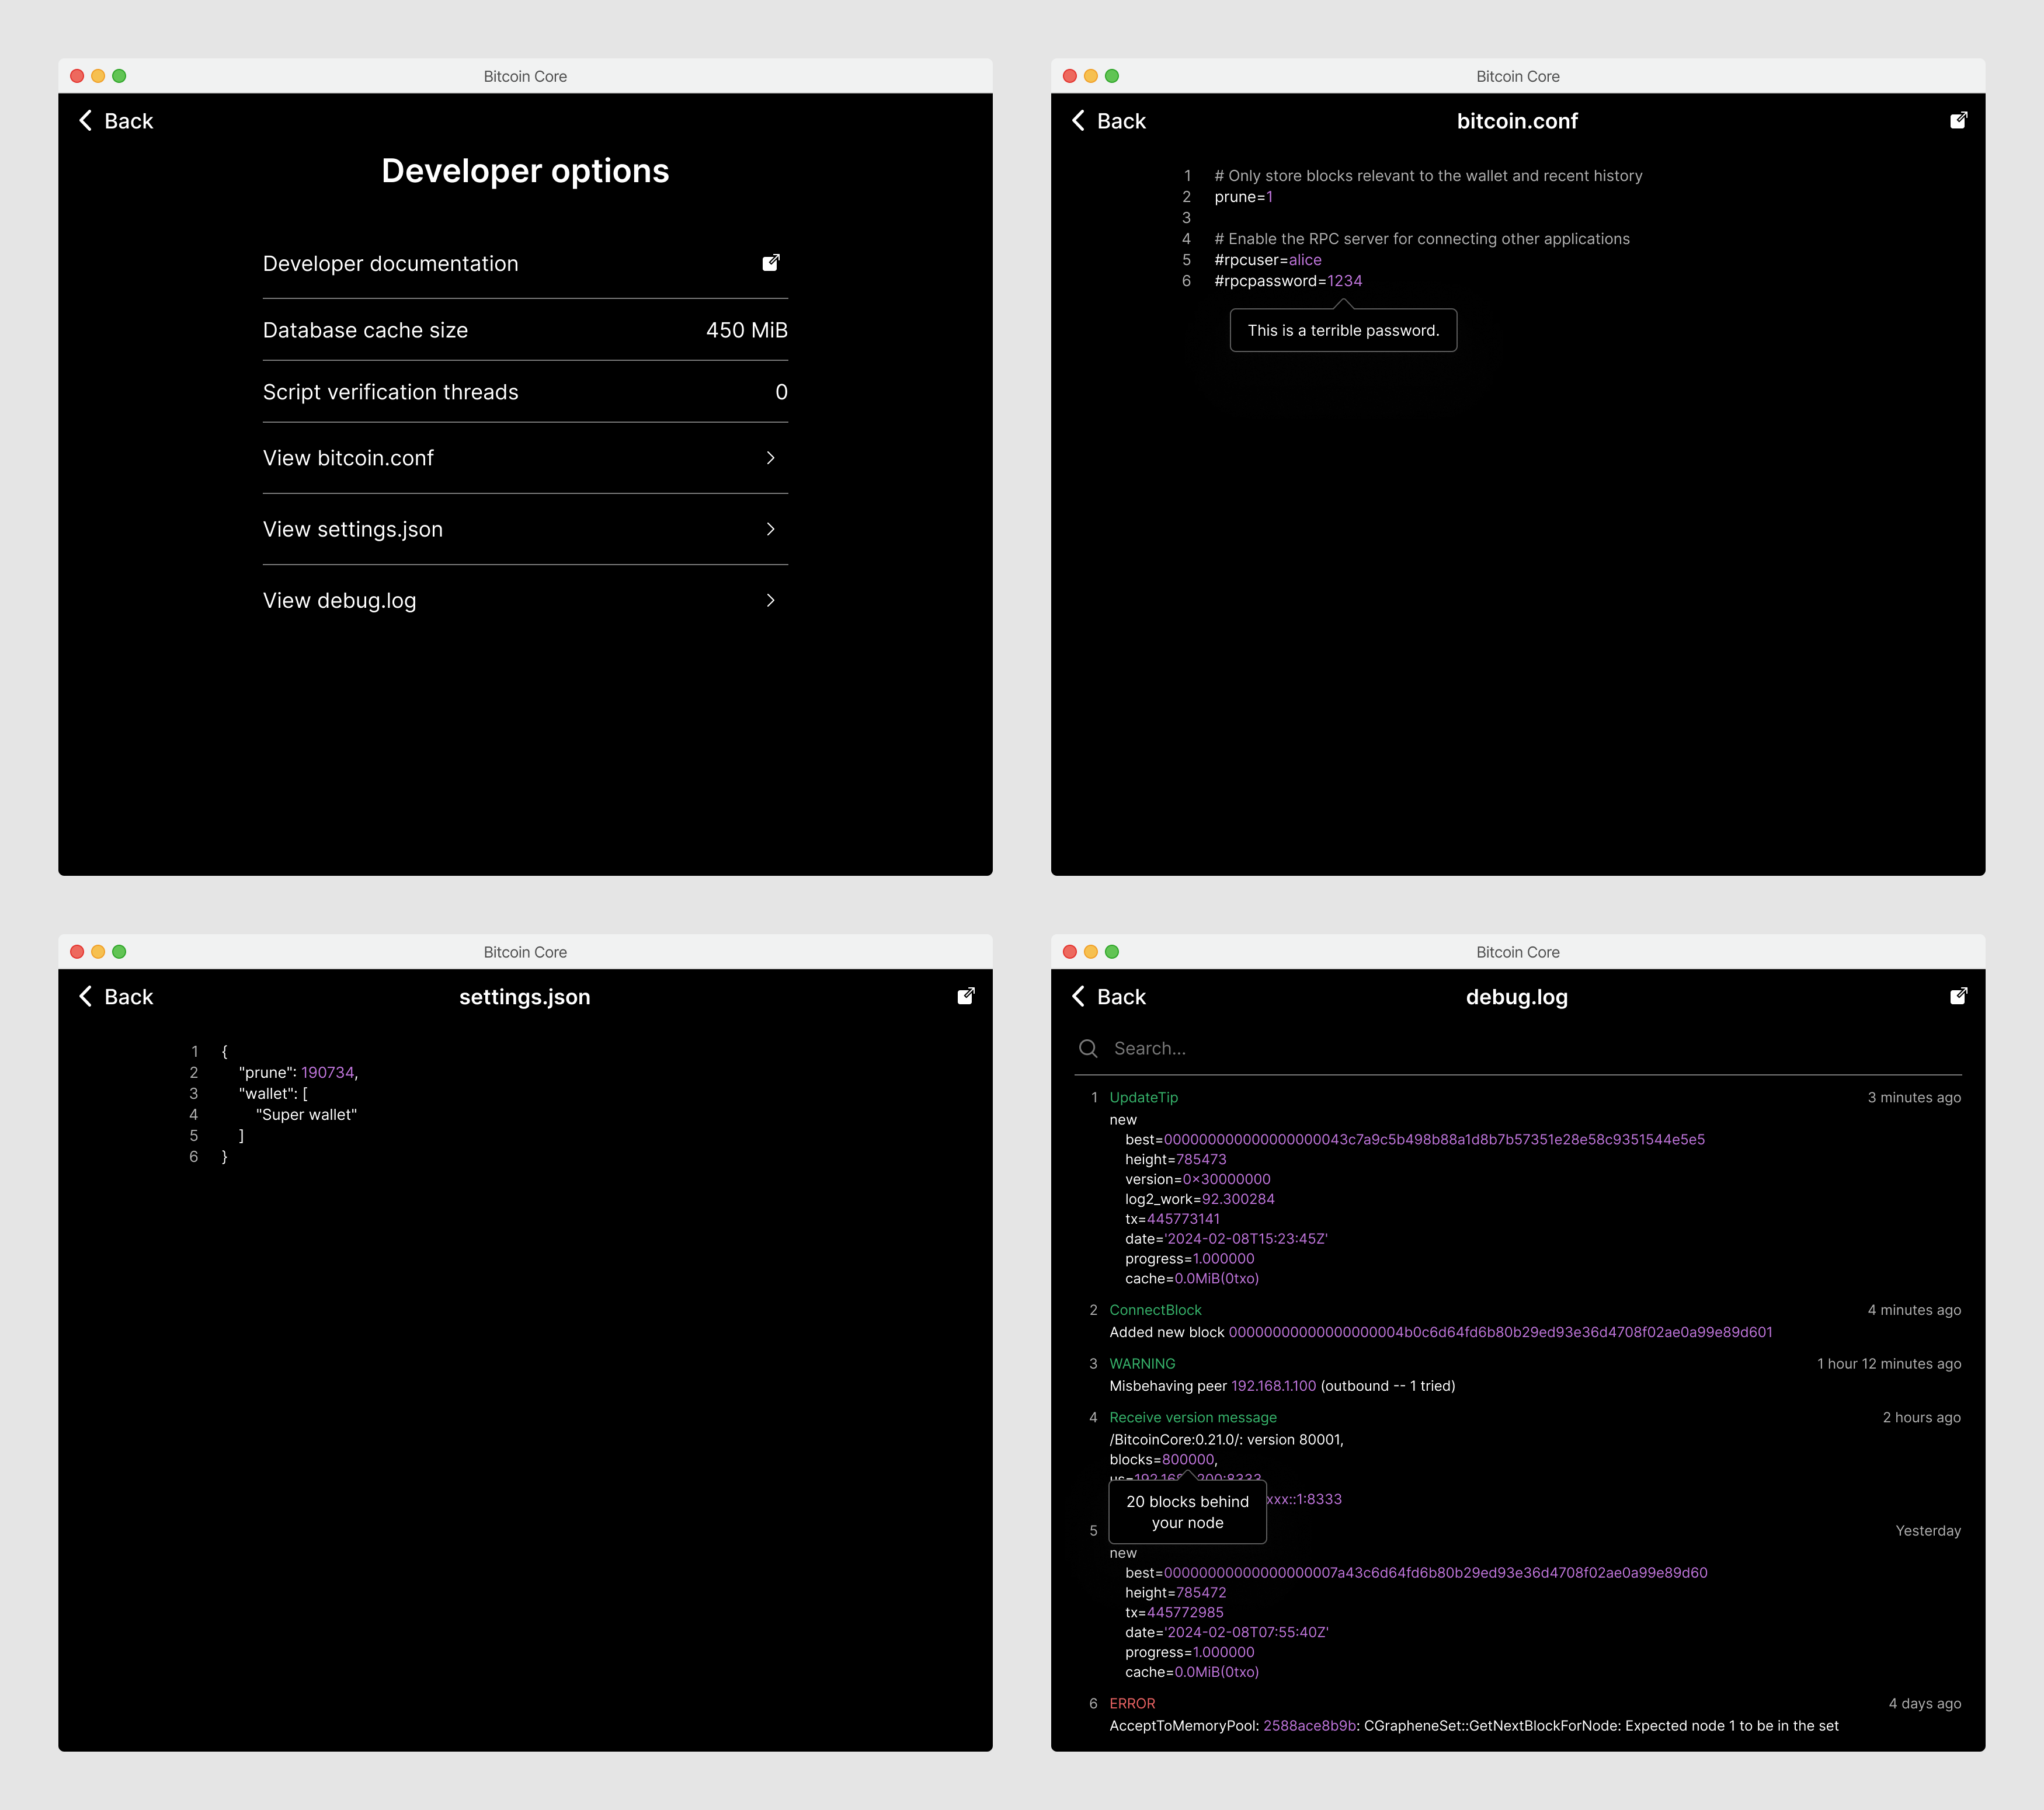 Bitcoin Core
Back
Developer options
Developer documentation
Database cache size 450 MiB
Script verification threads 0
View bitcoin.conf
View settings.json
View debug.log
Bitcoin Core
Back
bitcoin.conf
1 # Only store blocks relevant to the wallet and recent history
2 prune=1
3
4 # Enable the RPC server for connecting other applications
5 #rpcuser=alice
6 #rpcpassword=1234
This is a terrible password.
Bitcoin Core
Back
settings.json
1 {
2 "prune": 190734,
3 "wallet": [
4 "Super wallet"
5 ]
6 }
Bitcoin Core
Back
debug.log
Search...
1 UpdateTip 3 minutes ago
new
best=000000000000000000043c7a9c5b498b88a1d8b7b57351e28e58c9351544e5e5
height=785473
version=0x30000000
log2_work=92.300284
tx=445773141
date='2024-02-08T15:23:45Z'
progress=1.000000
cache=0.0MiB(0txo)
2 ConnectBlock 4 minutes ago
Added new block 00000000000000000004b0c6d64fd6b80b29ed93e36d4708f02ae0a99e89d601
3 WARNING 1 hour 12 minutes ago
Misbehaving peer 192.168.1.100 (outbound -- 1 tried)
4 Receive version message 2 hours ago
/BitcoinCore:0.21.0/: version 80001,
blocks=800000,
20 blocks behind
your node
xxx::1:8333
5 Yesterday
new
best=00000000000000000007a43c6d64fd6b80b29ed93e36d4708f02ae0a99e89d60
height=785472
tx=445772985
date='2024-02-08T07:55:40Z'
progress=1.000000
cache=0.0MiB(0txo)
6 ERROR 4 days ago
AcceptToMemoryPool: 2588ace8b9b: CGrapheneSet::GetNextBlockForNode: Expected node 1 to be in the set